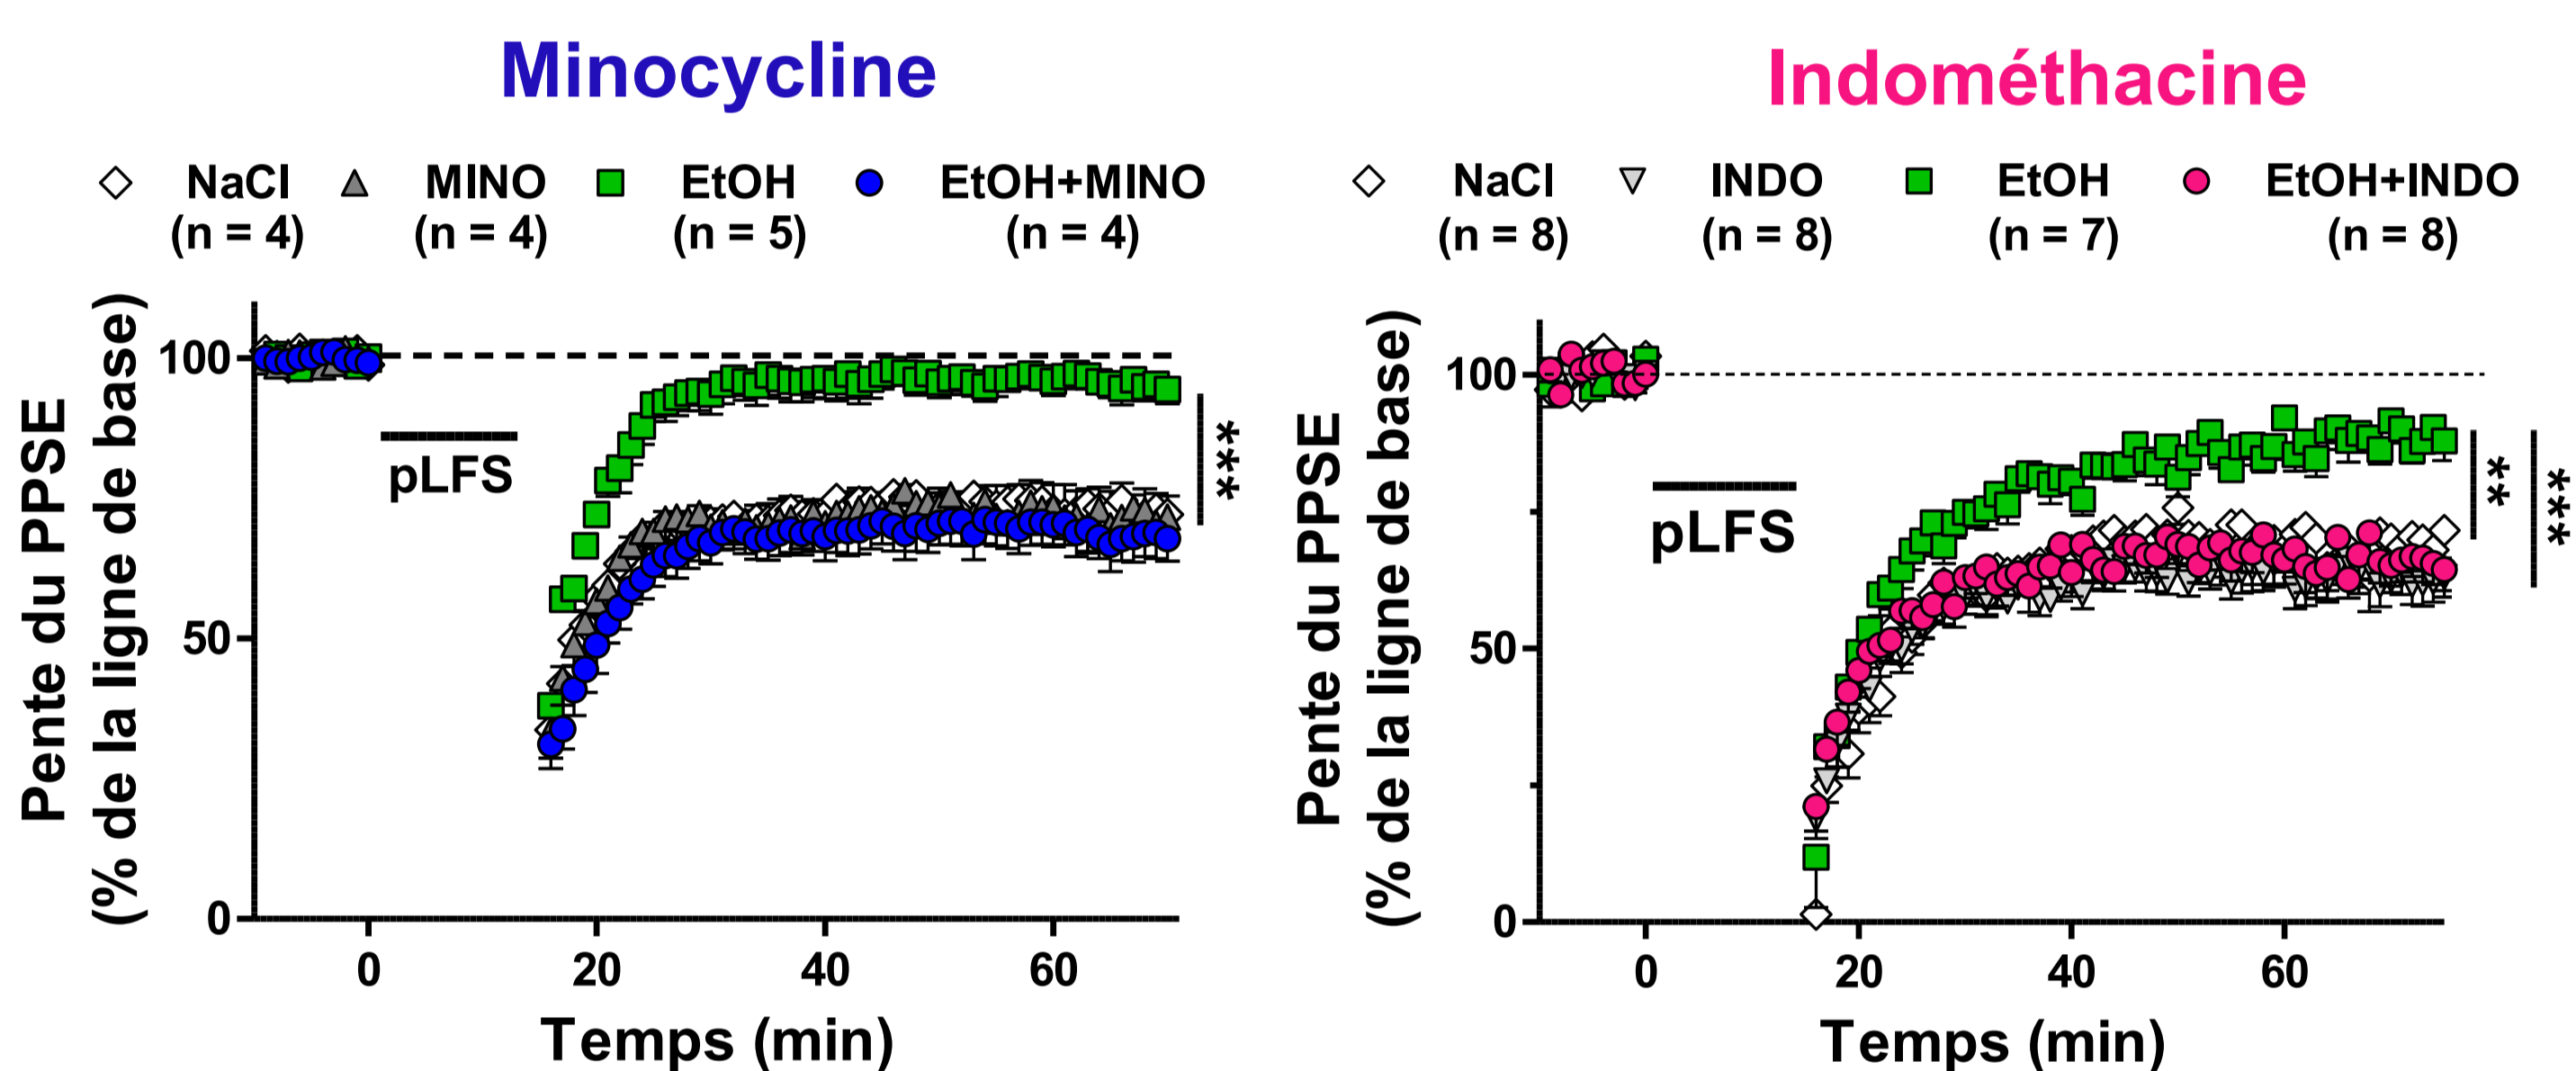 Minocycline
NaCl MINO EtOH EtOH+MINO
(n = 4) (n = 4) (n = 5) (n = 4)
Pente du PPSE
(% de la ligne de base)
100
50
0
pLFS
***
0 20 40 60
Temps (min)
Indométhacine
NaCl INDO EtOH EtOH+INDO
(n = 8) (n = 8) (n = 7) (n = 8)
Pente du PPSE
(% de la ligne de base)
100
50
0
pLFS
**
***
0 20 40 60
Temps (min)